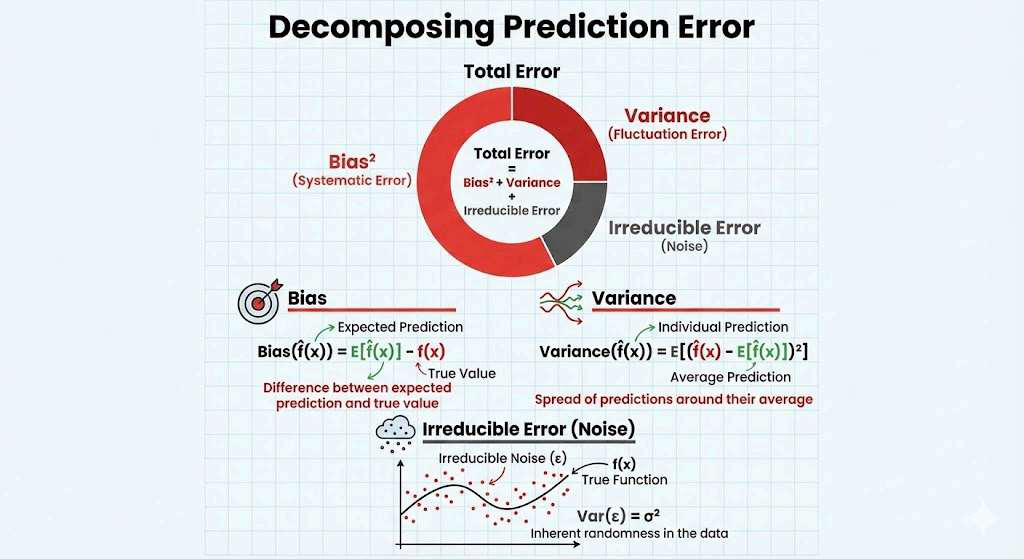 Decomposing Prediction Error
Total Error
Variance
(Fluctuation Error)
Bias²
(Systematic Error)
Total Error
=
Bias² + Variance
+
Irreducible Error
Irreducible Error
(Noise)
Bias
Expected Prediction
Bias(f̂(x)) = E[f̂(x)] - f(x)
True Value
Difference between expected
prediction and true value
Variance
Individual Prediction
Variance(f̂(x)) = E[(f̂(x) - E[f̂(x)])²]
Average Prediction
Spread of predictions around their average
Irreducible Error (Noise)
Irreducible Noise (ε)
f(x)
True Function
Var(ε) = σ²
Inherent randomness in the data